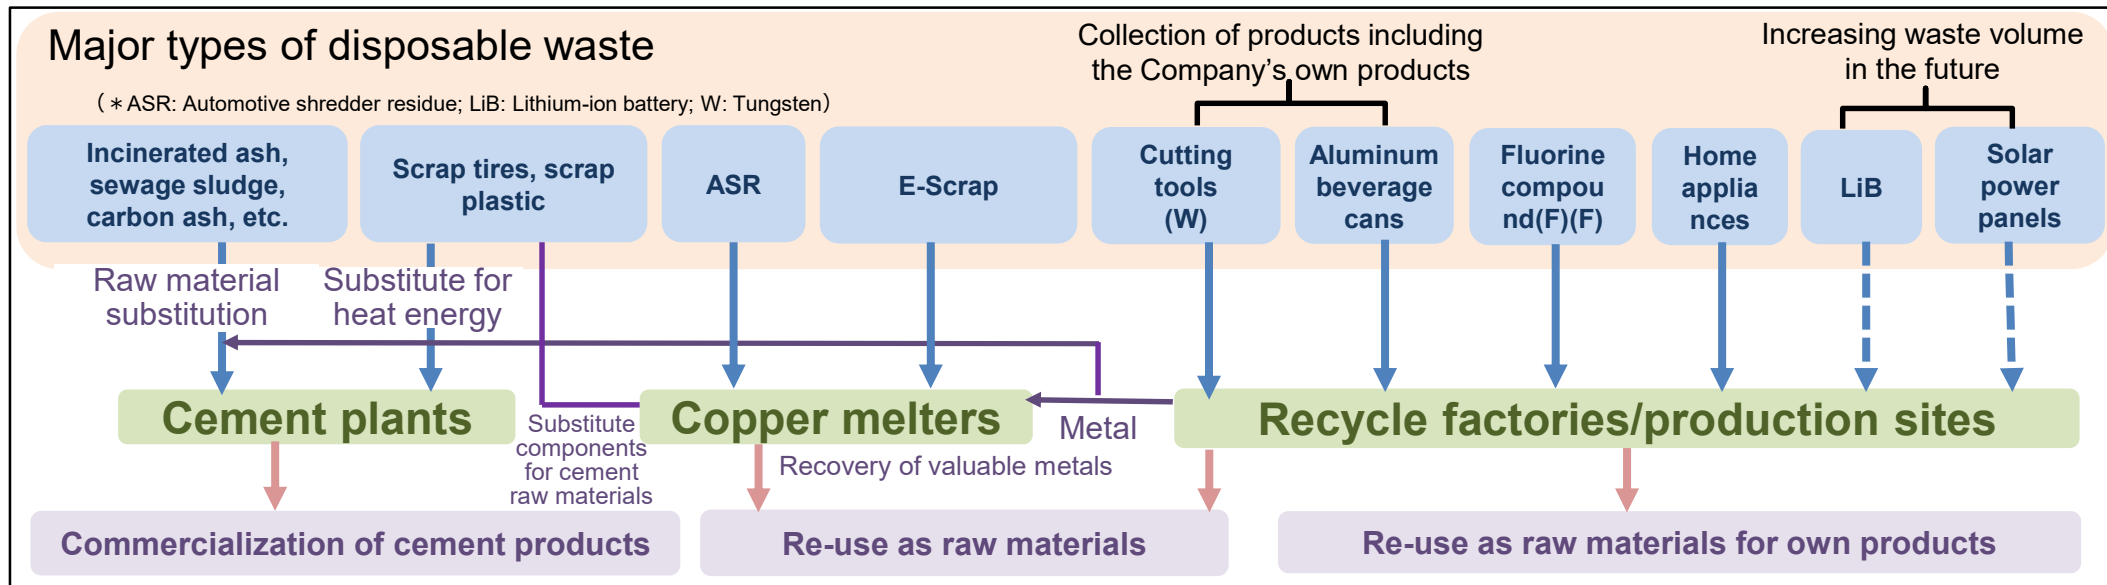 Major types of disposable waste
Collection of products including
the Company's own products
Increasing waste volume
in the future
(＊ASR: Automotive shredder residue; LiB: Lithium-ion battery; W: Tungsten)
Incinerated ash,
sewage sludge,
carbon ash, etc.
Scrap tires, scrap
plastic
ASR
E-Scrap
Cutting
tools
(W)
Aluminum
beverage
cans
Fluorine
compou
nd(F)(F)
Home
applia
nces
LiB
Solar
power
panels
Raw material
substitution
Substitute for
heat energy
Cement plants
Substitute
components
for cement
raw materials
Copper melters
Metal
Recycle factories/production sites
Recovery of valuable metals
Commercialization of cement products
Re-use as raw materials
Re-use as raw materials for own products